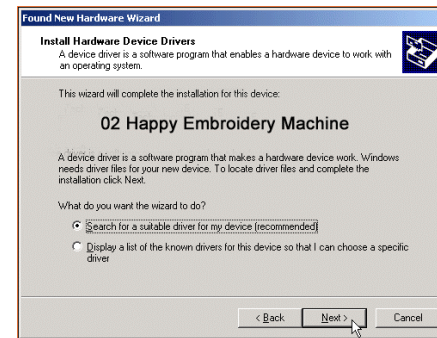 Found New Hardware Wizard
Install Hardware Device Drivers
A device driver is a software program that enables a hardware device to work with
an operating system.
This wizard will complete the installation for this device:
02 Happy Embroidery Machine
A device driver is a software program that makes a hardware device work. Windows
needs driver files for your new device. To locate driver files and complete the
installation click Next.
What do you want the wizard to do?
Search for a suitable driver for my device (recommended)
Display a list of the known drivers for this device so that I can choose a specific
driver
< Back Next > Cancel